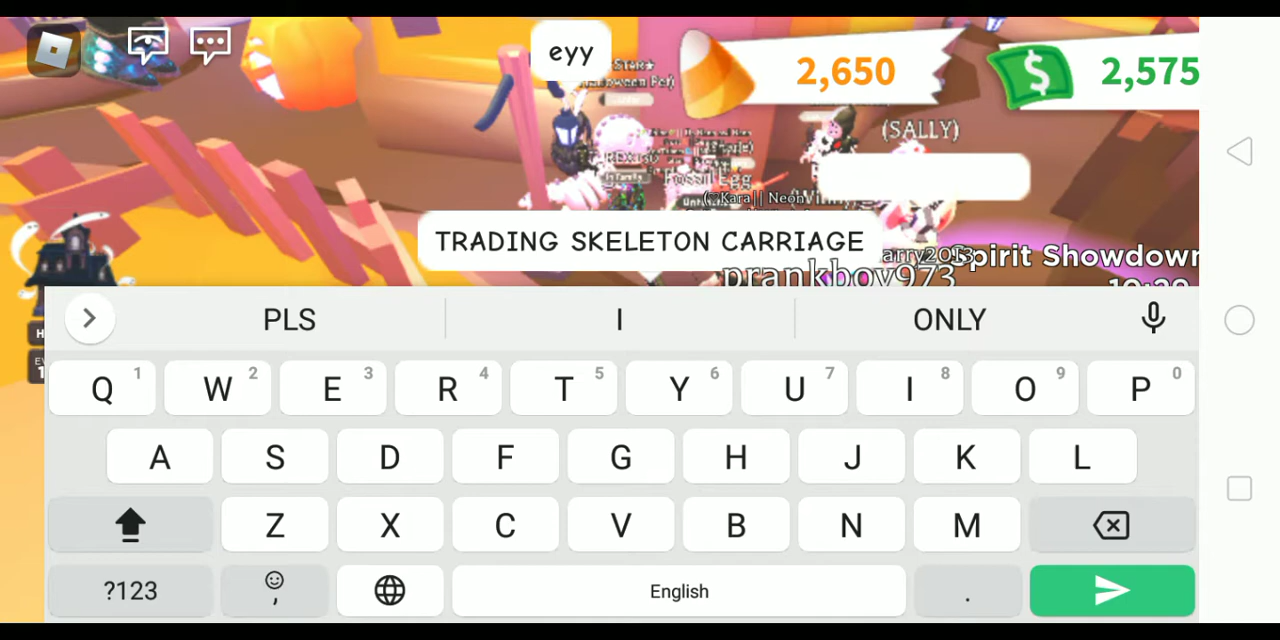 eyy
2,650
2,575
(SALLY)
Fossil Egg
TRADING SKELETON CARRIAGE
Spirit Showdown
prankboy973
PLS I ONLY
Q 1 W 2 E 3 R 4 T 5 Y 6 U 7 I 8 O 9 P 0
A S D F G H J K L
Z X C V B N M
?123 , English .